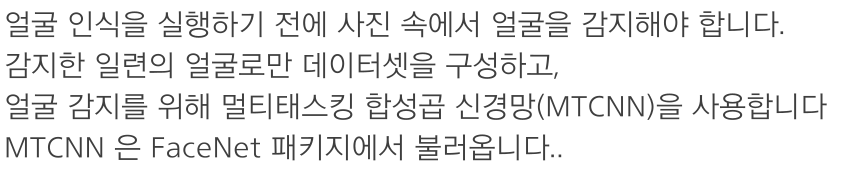 얼굴 인식을 실행하기 전에 사진 속에서 얼굴을 감지해야 합니다.
감지한 일련의 얼굴로만 데이터셋을 구성하고,
얼굴 감지를 위해 멀티태스킹 합성곱 신경망(MTCNN)을 사용합니다
MTCNN 은 FaceNet 패키지에서 불러옵니다..